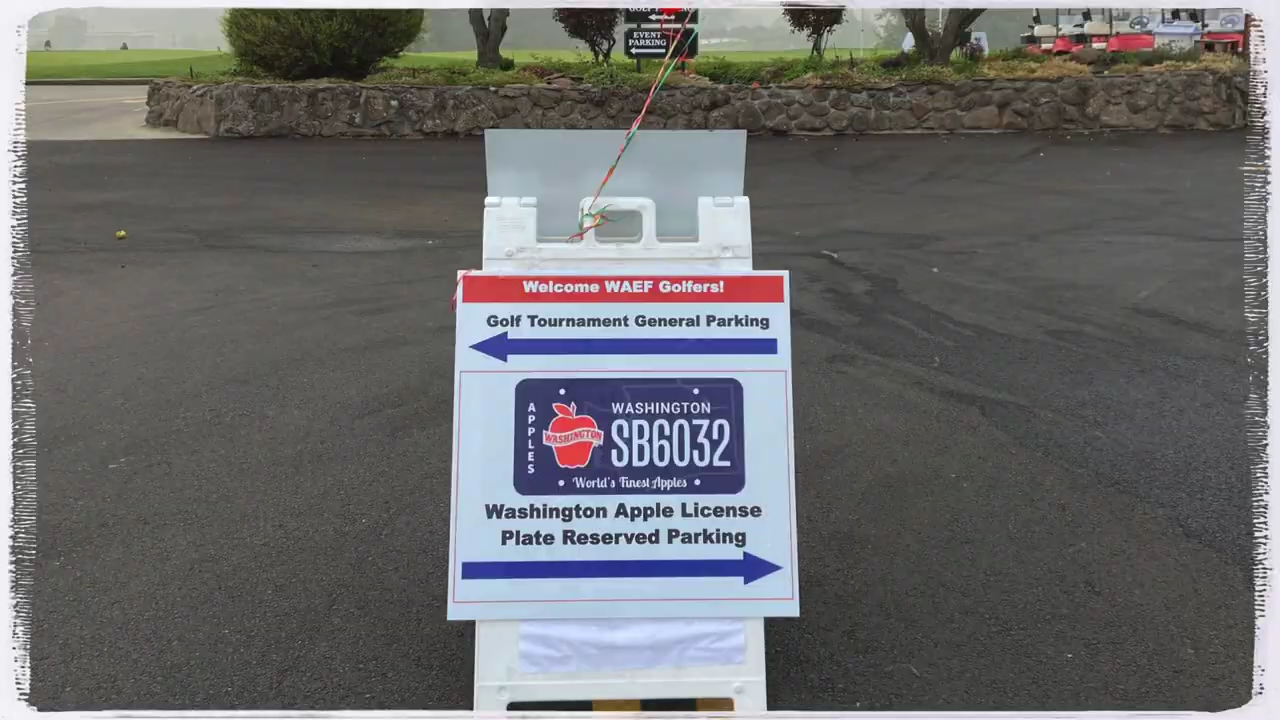 EVENT
PARKING
Welcome WAEF Golfers!
Golf Tournament General Parking
APPLES
WASHINGTON
WASHINGTON
SB6032
World's Finest Apples
Washington Apple License
Plate Reserved Parking